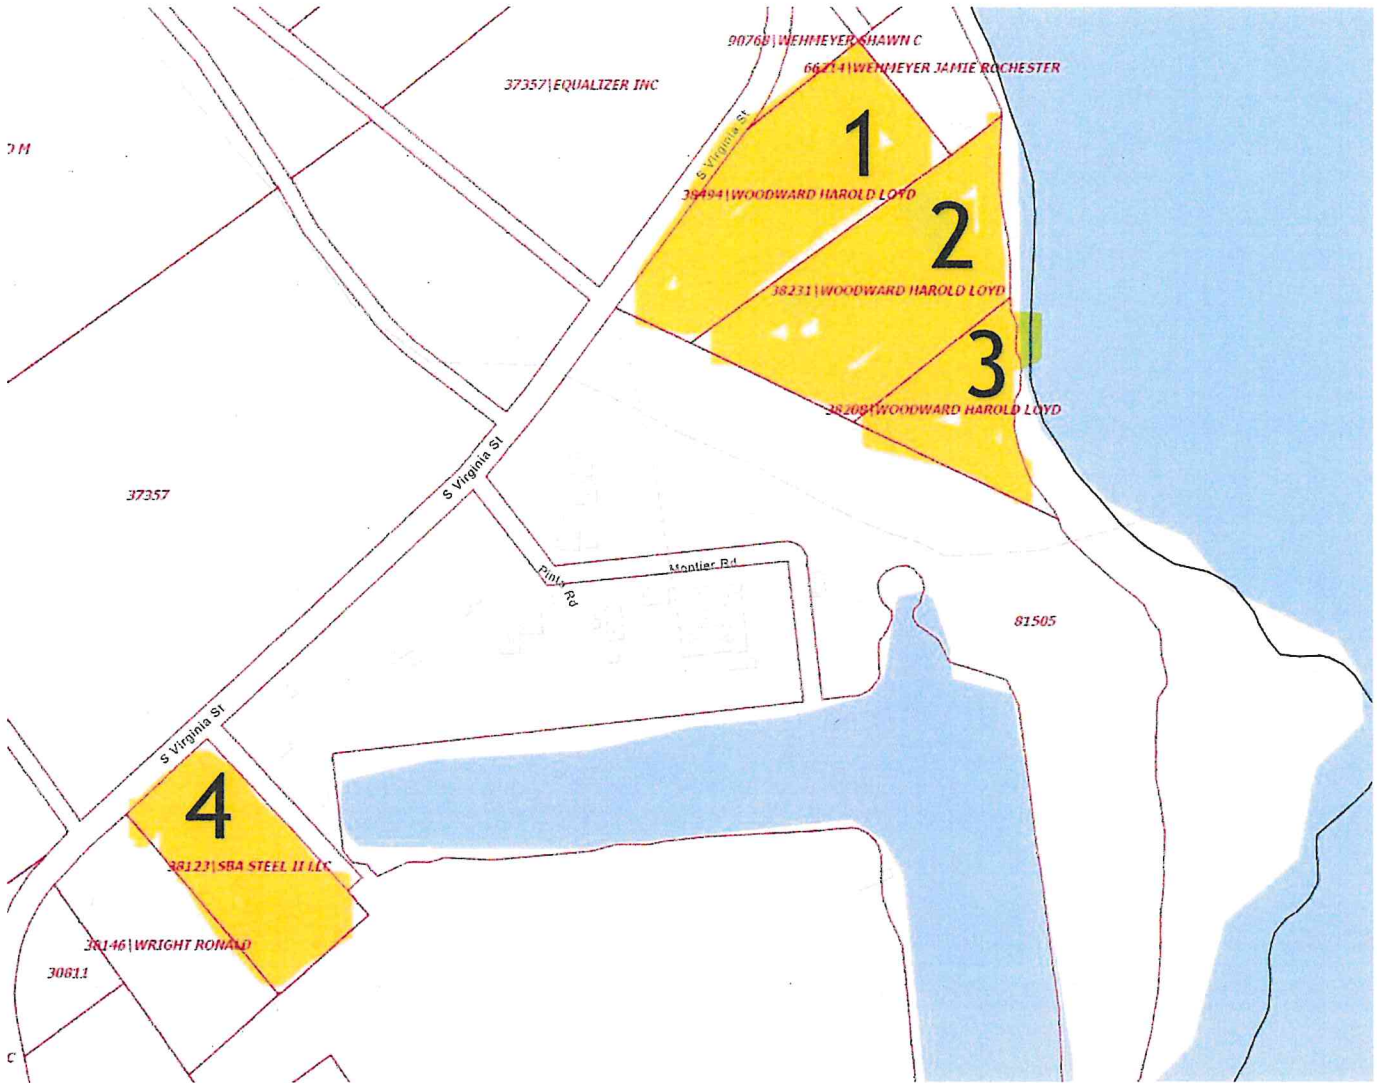 90768|WEHMEYER SHAWN C
66214|WEHMEYER JAMIE ROCHESTER
37357|EQUALIZER INC
1
S Virginia St
38494|WOODWARD HAROLD LOYD
2
38231|WOODWARD HAROLD LOYD
3
38208|WOODWARD HAROLD LOYD
S Virginia St
37357
Pinta Rd
Montier Rd
81505
S Virginia St
4
38123|SBA STEEL II LLC
38146|WRIGHT RONALD
30811
C